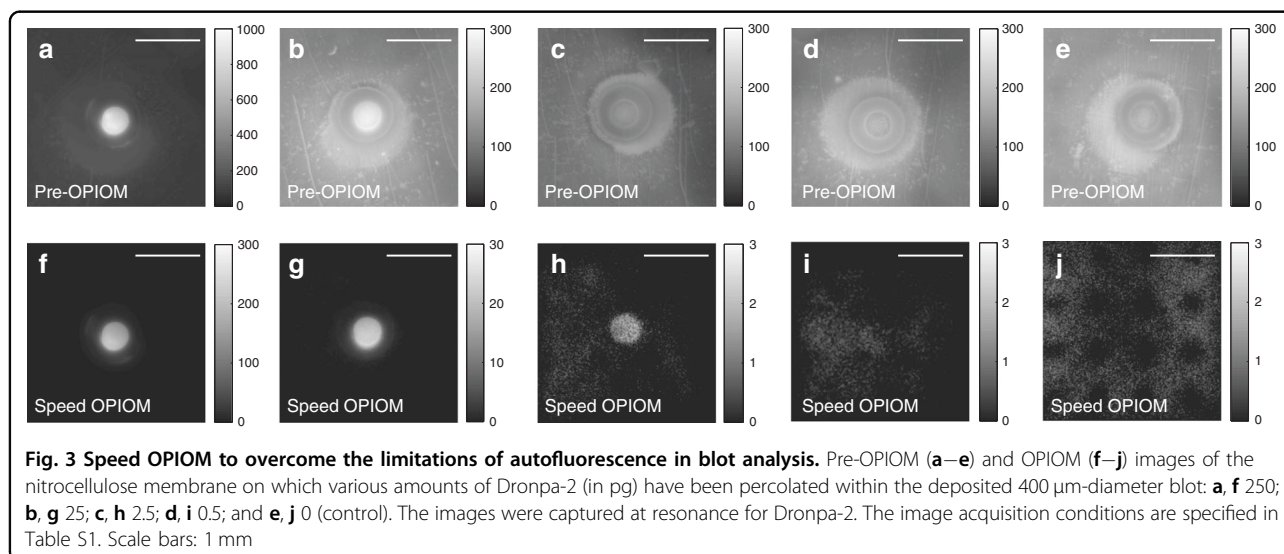 a
1000
800
600
400
200
0
Pre-OPIOM
b
300
200
100
0
Pre-OPIOM
c
300
200
100
0
Pre-OPIOM
d
300
200
100
0
Pre-OPIOM
e
300
200
100
0
Pre-OPIOM
f
300
200
100
0
Speed OPIOM
g
30
20
10
0
Speed OPIOM
h
3
2
1
0
Speed OPIOM
i
3
2
1
0
Speed OPIOM
j
3
2
1
0
Speed OPIOM
Fig. 3 Speed OPIOM to overcome the limitations of autofluorescence in blot analysis. Pre-OPIOM (a−e) and OPIOM (f−j) images of the
nitrocellulose membrane on which various amounts of Dronpa-2 (in pg) have been percolated within the deposited 400 μm-diameter blot: a, f 250;
b, g 25; c, h 2.5; d, i 0.5; and e, j 0 (control). The images were captured at resonance for Dronpa-2. The image acquisition conditions are specified in
Table S1. Scale bars: 1 mm